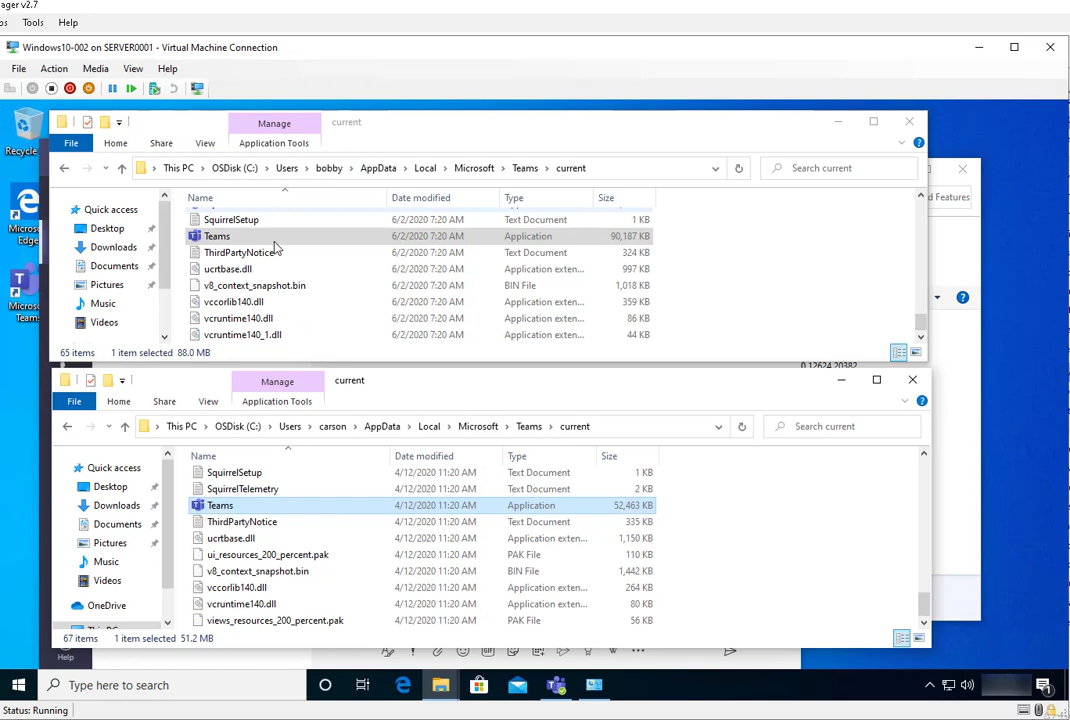 ager v2.7
os Tools Help
Windows10-002 on SERVER0001 - Virtual Machine Connection
File Action Media View Help
Recycle
Manage current
File Home Share View Application Tools
This PC > OSDisk (C:) > Users > bobby > AppData > Local > Microsoft > Teams > current
Search current
d Features
Name Date modified Type Size
Quick access
Desktop
Downloads
Documents
Pictures
Music
Videos
Micros
Edge
Micros
Team
SquirrelSetup 6/2/2020 7:20 AM Text Document 1 KB
Teams 6/2/2020 7:20 AM Application 90,187 KB
ThirdPartyNotice 6/2/2020 7:20 AM Text Document 324 KB
ucrtbase.dll 6/2/2020 7:20 AM Application exten... 997 KB
v8_context_snapshot.bin 6/2/2020 7:20 AM BIN File 1,018 KB
vccorlib140.dll 6/2/2020 7:20 AM Application exten... 359 KB
vcruntime140.dll 6/2/2020 7:20 AM Application exten... 86 KB
vcruntime140_1.dll 6/2/2020 7:20 AM Application exten... 44 KB
65 items 1 item selected 88.0 MB
Manage current
File Home Share View Application Tools
This PC > OSDisk (C:) > Users > carson > AppData > Local > Microsoft > Teams > current
Search current
Name Date modified Type Size
Quick access
Desktop
Downloads
Documents
Pictures
Music
Videos
OneDrive
SquirrelSetup 4/12/2020 11:20 AM Text Document 1 KB
SquirrelTelemetry 4/12/2020 11:20 AM Text Document 2 KB
Teams 4/12/2020 11:20 AM Application 52,463 KB
ThirdPartyNotice 4/12/2020 11:20 AM Text Document 335 KB
ucrtbase.dll 4/12/2020 11:20 AM Application exten... 1,150 KB
ui_resources_200_percent.pak 4/12/2020 11:20 AM PAK File 110 KB
v8_context_snapshot.bin 4/12/2020 11:20 AM BIN File 1,442 KB
vccorlib140.dll 4/12/2020 11:20 AM Application exten... 264 KB
vcruntime140.dll 4/12/2020 11:20 AM Application exten... 80 KB
views_resources_200_percent.pak 4/12/2020 11:20 AM PAK File 56 KB
67 items 1 item selected 51.2 MB
Help
Type here to search
Status: Running